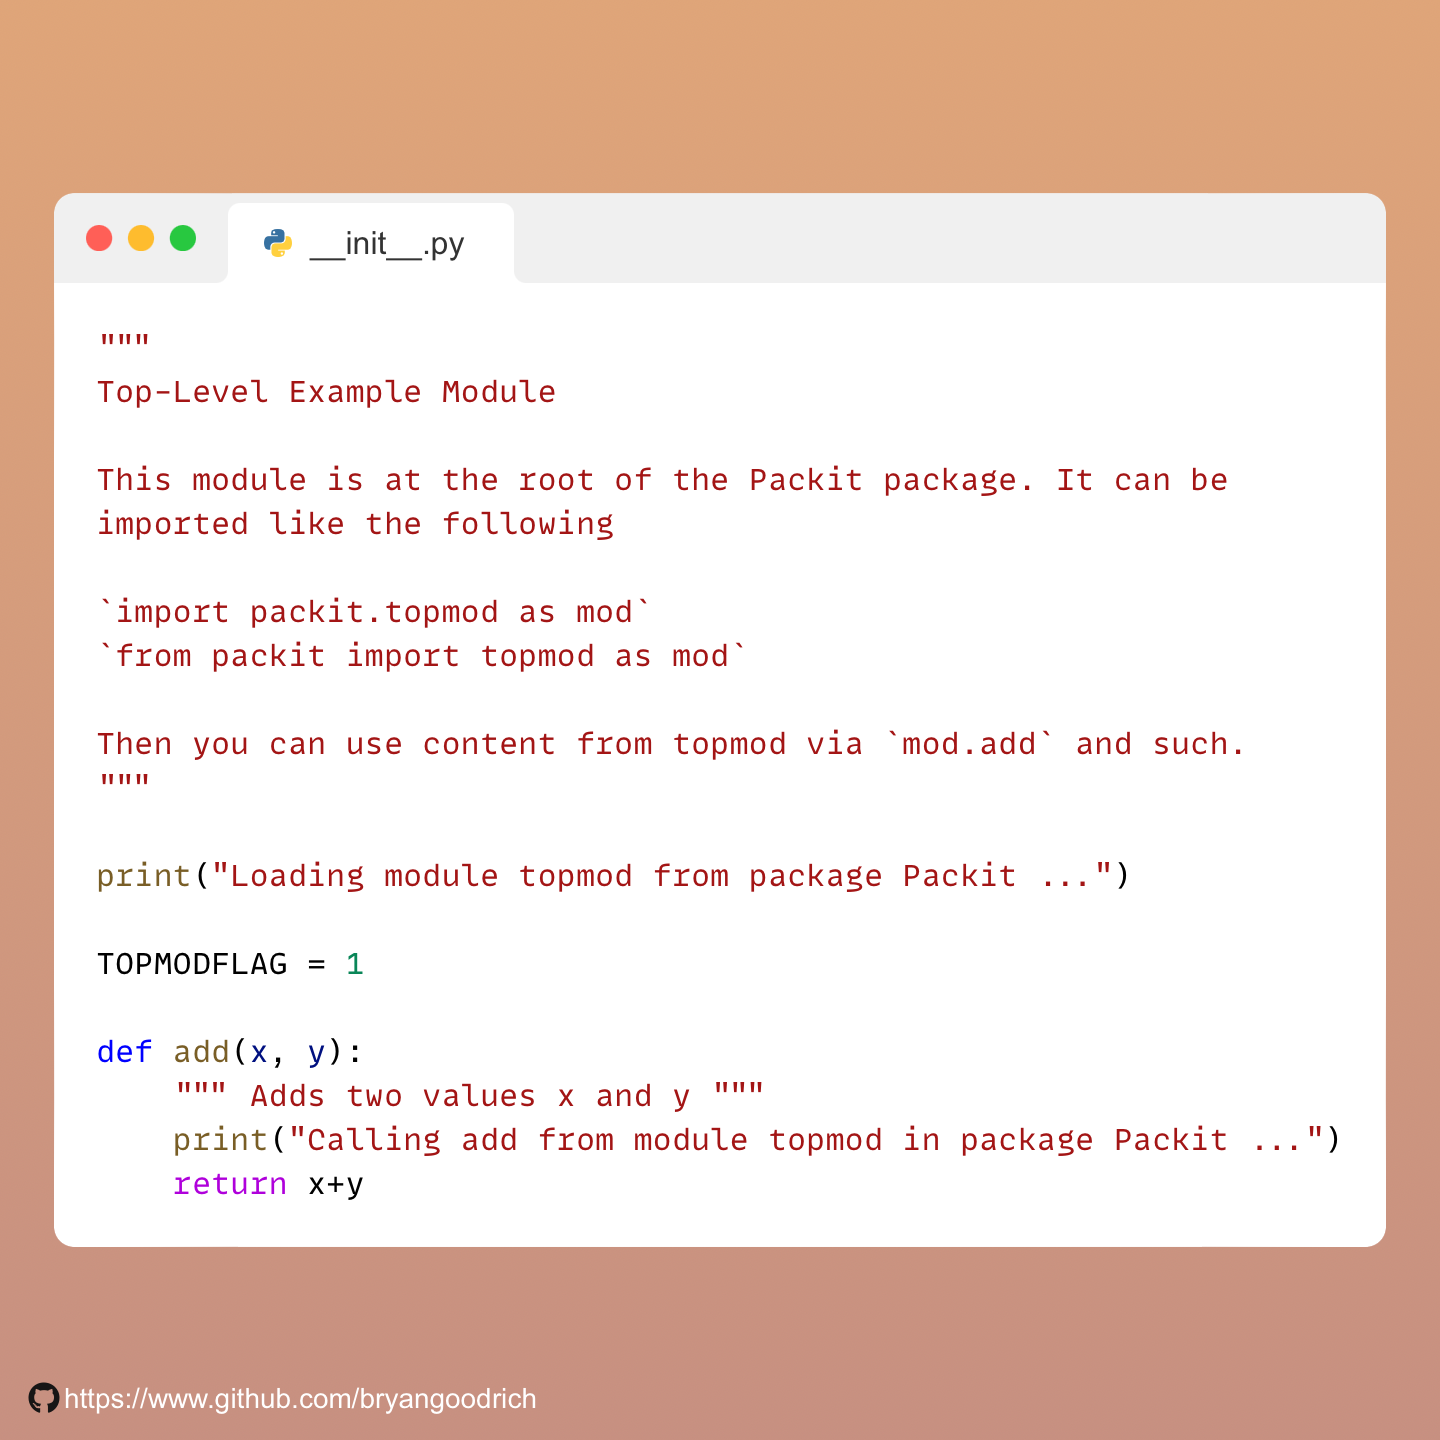 __init__.py
"""
Top-Level Example Module
This module is at the root of the Packit package. It can be
imported like the following
`import packit.topmod as mod`
`from packit import topmod as mod`
Then you can use content from topmod via `mod.add` and such.
"""
print("Loading module topmod from package Packit ...")
TOPMODFLAG = 1
def add(x, y):
    """ Adds two values x and y """
    print("Calling add from module topmod in package Packit ...")
    return x+y
https://www.github.com/bryangoodrich